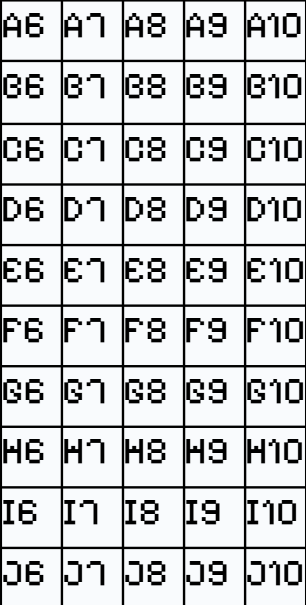 A6 A7 A8 A9 A10
B6 B7 B8 B9 B10
C6 C7 C8 C9 C10
D6 D7 D8 D9 D10
E6 E7 E8 E9 E10
F6 F7 F8 F9 F10
G6 G7 G8 G9 G10
H6 H7 H8 H9 H10
I6 I7 I8 I9 I10
J6 J7 J8 J9 J10